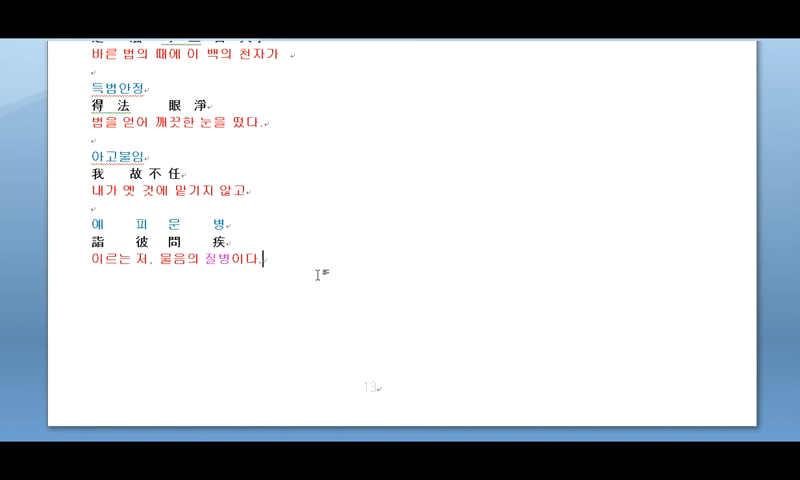 바른 법의 때에 이 백의 천자가
득법안정
得 法 眼 淨
법을 얻어 깨끗한 눈을 떴다.
아고불임
我 故 不 任
내가 옛 것에 맡기지 않고
예 피 문 병
詣 彼 問 疾
이르는 저, 물음의 질병이다.
13